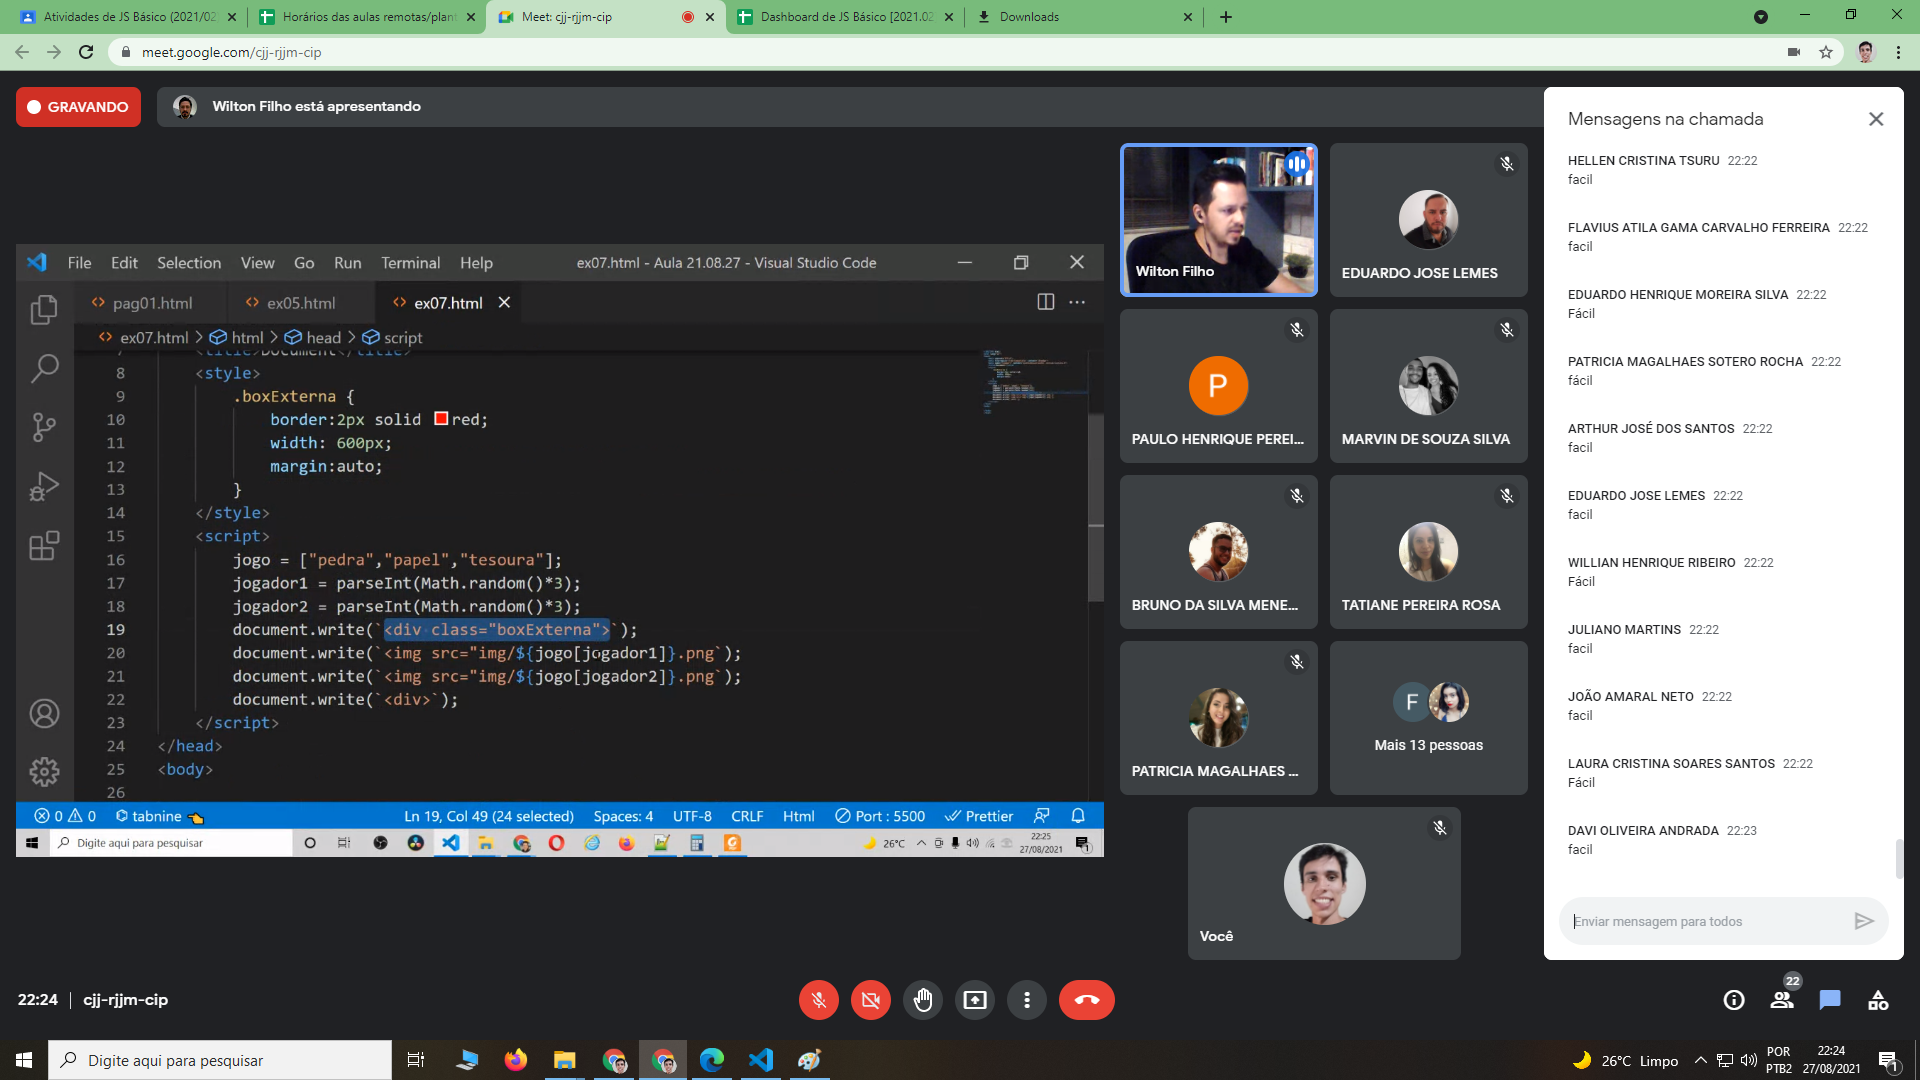 Atividades de JS Básico (2021/02
Horários das aulas remotas/plant
Meet: cjj-rjjm-cip
Dashboard de JS Básico [2021.02
Downloads
meet.google.com/cjj-rjjm-cip
GRAVANDO
Wilton Filho está apresentando
File Edit Selection View Go Run Terminal Help
ex07.html - Aula 21.08.27 - Visual Studio Code
pag01.html
ex05.html
ex07.html
ex07.html > html > head > script
7 <title>Document</title>
8 <style>
9 .boxExterna {
10 border:2px solid red;
11 width: 600px;
12 margin:auto;
13 }
14 </style>
15 <script>
16 jogo = ["pedra","papel","tesoura"];
17 jogador1 = parseInt(Math.random()*3);
18 jogador2 = parseInt(Math.random()*3);
19 document.write(`<div class="boxExterna">`);
20 document.write(`<img src="img/${jogo[jogador1]}.png`);
21 document.write(`<img src="img/${jogo[jogador2]}.png`);
22 document.write(`<div>`);
23 </script>
24 </head>
25 <body>
26
0 0 tabnine
Ln 19, Col 49 (24 selected) Spaces: 4 UTF-8 CRLF Html Port : 5500 Prettier
Digite aqui para pesquisar
26°C
22:25
27/08/2021
1
Wilton Filho
EDUARDO JOSE LEMES
P
PAULO HENRIQUE PEREI...
MARVIN DE SOUZA SILVA
BRUNO DA SILVA MENE...
TATIANE PEREIRA ROSA
PATRICIA MAGALHAES ...
F
Mais 13 pessoas
Você
Mensagens na chamada
HELLEN CRISTINA TSURU 22:22
facil
FLAVIUS ATILA GAMA CARVALHO FERREIRA 22:22
facil
EDUARDO HENRIQUE MOREIRA SILVA 22:22
Fácil
PATRICIA MAGALHAES SOTERO ROCHA 22:22
fácil
ARTHUR JOSÉ DOS SANTOS 22:22
facil
EDUARDO JOSE LEMES 22:22
facil
WILLIAN HENRIQUE RIBEIRO 22:22
Fácil
JULIANO MARTINS 22:22
facil
JOÃO AMARAL NETO 22:22
facil
LAURA CRISTINA SOARES SANTOS 22:22
Fácil
DAVI OLIVEIRA ANDRADA 22:23
facil
Enviar mensagem para todos
22:24 | cjj-rjjm-cip
22
Digite aqui para pesquisar
26°C Limpo
POR
PTB2
22:24
27/08/2021
1